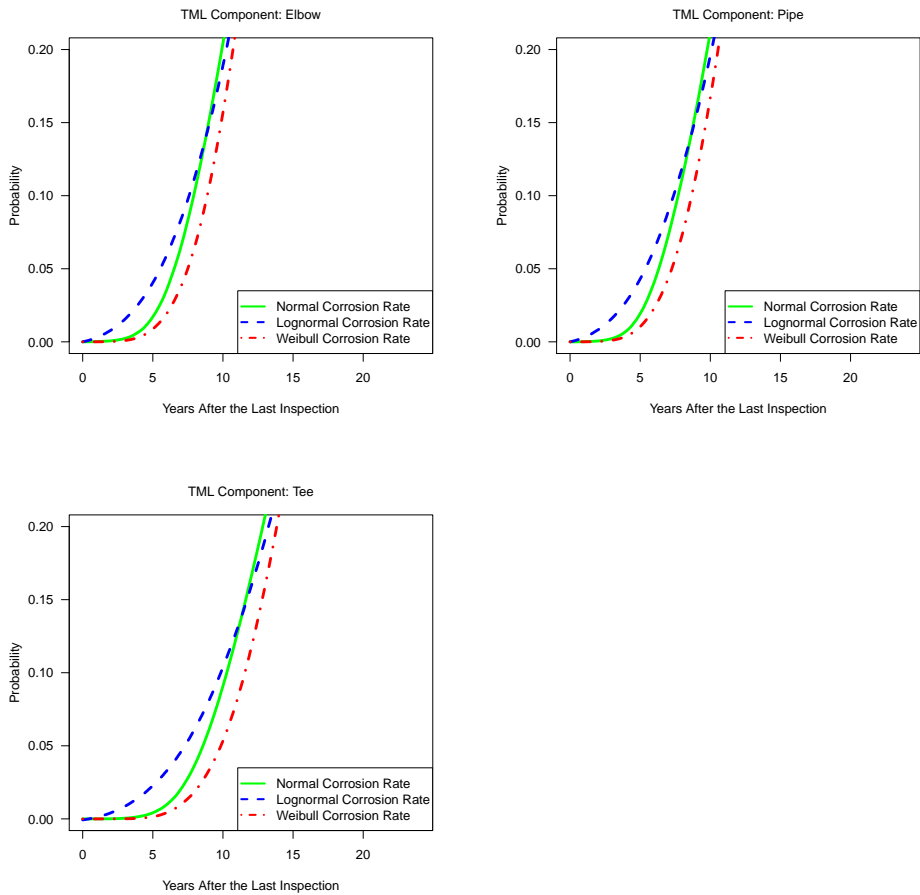 TML Component: Elbow
Probability
0.20
0.15
0.10
0.05
0.00
0
5
10
15
20
Years After the Last Inspection
Normal Corrosion Rate
Lognormal Corrosion Rate
Weibull Corrosion Rate
TML Component: Pipe
Probability
0.20
0.15
0.10
0.05
0.00
0
5
10
15
20
Years After the Last Inspection
Normal Corrosion Rate
Lognormal Corrosion Rate
Weibull Corrosion Rate
TML Component: Tee
Probability
0.20
0.15
0.10
0.05
0.00
0
5
10
15
20
Years After the Last Inspection
Normal Corrosion Rate
Lognormal Corrosion Rate
Weibull Corrosion Rate